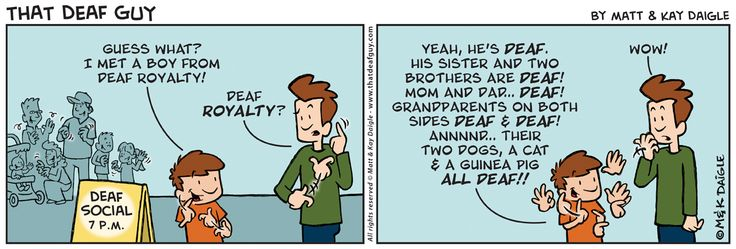 THAT DEAF GUY
BY MATT & KAY DAIGLE
GUESS WHAT?
I MET A BOY FROM
DEAF ROYALTY!
DEAF
ROYALTY?
DEAF
SOCIAL
7 P.M.
All rights reserved © Matt & Kay Daigle - www.thatdeafguy.com
YEAH, HE'S DEAF.
HIS SISTER AND TWO
BROTHERS ARE DEAF!
MOM AND DAD... DEAF!
GRANDPARENTS ON BOTH
SIDES DEAF & DEAF!
ANNNND... THEIR
TWO DOGS, A CAT
& A GUINEA PIG
ALL DEAF!!
WOW!
©M&K DAIGLE